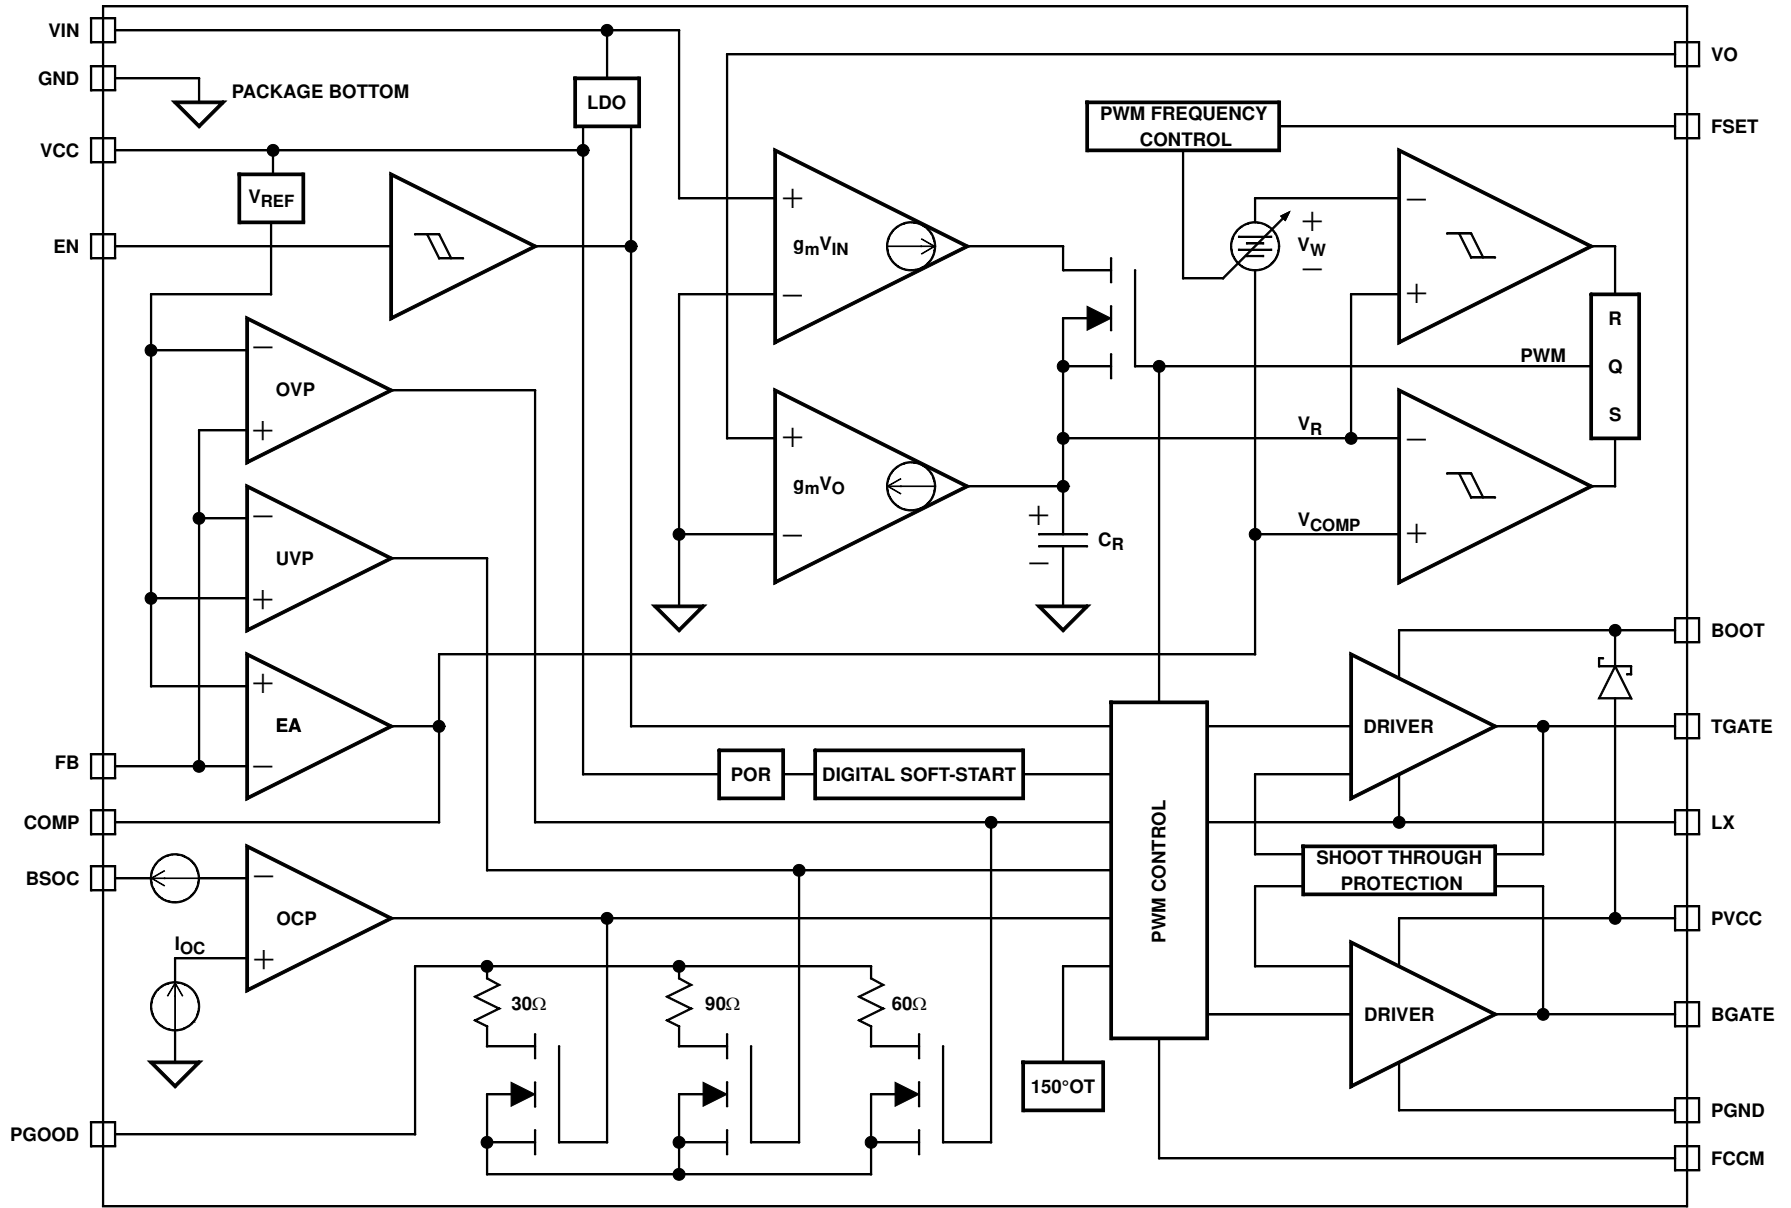 VIN
VO
GND
PACKAGE BOTTOM
LDO
PWM FREQUENCY
CONTROL
FSET
VCC
VREF
EN
+
gmVIN
−
+
VW
−
−
+
R
Q
S
PWM
−
OVP
+
+
gmVO
−
VR
−
VCOMP
+
+
CR
−
−
UVP
+
BOOT
+
EA
−
DRIVER
TGATE
FB
POR
DIGITAL SOFT-START
COMP
LX
PWM CONTROL
SHOOT THROUGH
PROTECTION
BSOC
−
OCP
+
IOC
PVCC
30Ω
90Ω
60Ω
DRIVER
BGATE
150°OT
PGOOD
PGND
FCCM